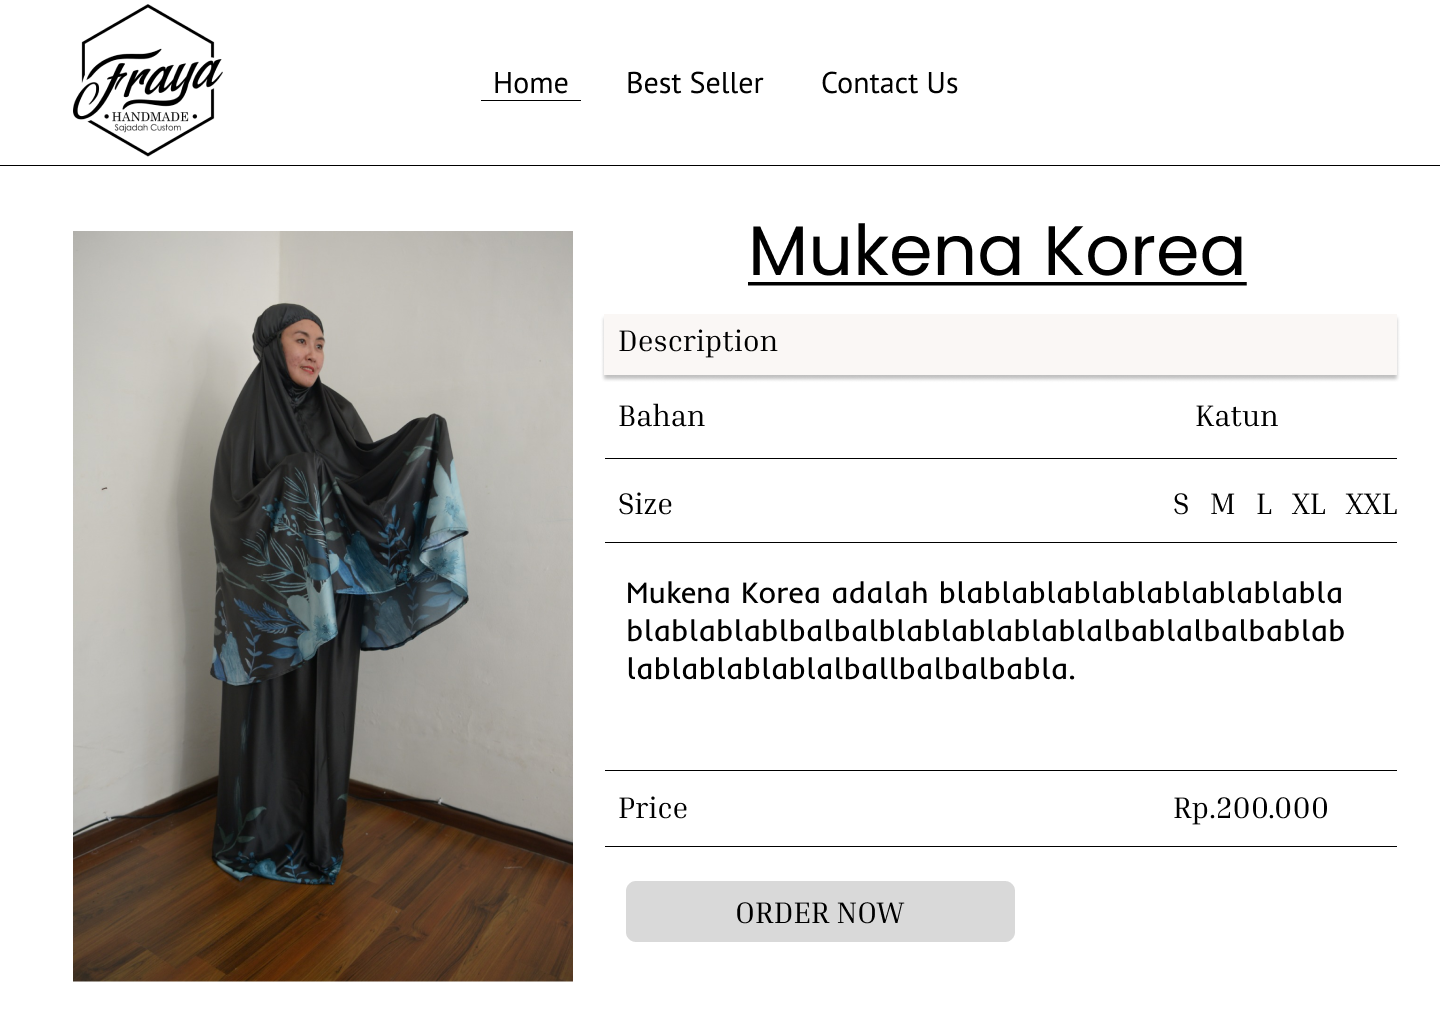 Fraya
• HANDMADE •
Sajadah Custom
Home Best Seller Contact Us
Mukena Korea
Description
Bahan Katun
Size S M L XL XXL
Mukena Korea adalah blablablablablablablablabla
blablablablbalbalblablablablablalbablalbalbablab
lablablablablalballbalbalbabla.
Price Rp.200.000
ORDER NOW